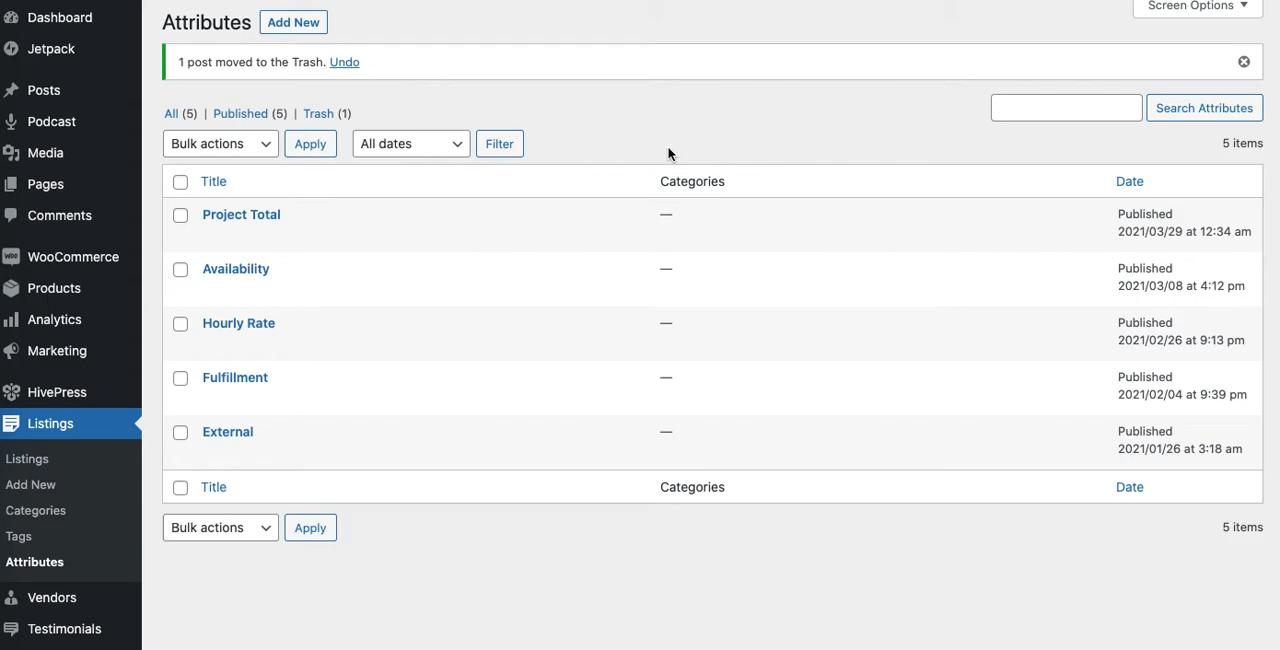 Dashboard
Jetpack
Posts
Podcast
Media
Pages
Comments
WooCommerce
Products
Analytics
Marketing
HivePress
Listings
Listings
Add New
Categories
Tags
Attributes
Vendors
Testimonials
Screen Options
Attributes Add New
1 post moved to the Trash. Undo
All (5) | Published (5) | Trash (1)
Search Attributes
Bulk actions Apply All dates Filter 5 items
Title Categories Date
Project Total — Published
2021/03/29 at 12:34 am
Availability — Published
2021/03/08 at 4:12 pm
Hourly Rate — Published
2021/02/26 at 9:13 pm
Fulfillment — Published
2021/02/04 at 9:39 pm
External — Published
2021/01/26 at 3:18 am
Title Categories Date
Bulk actions Apply 5 items